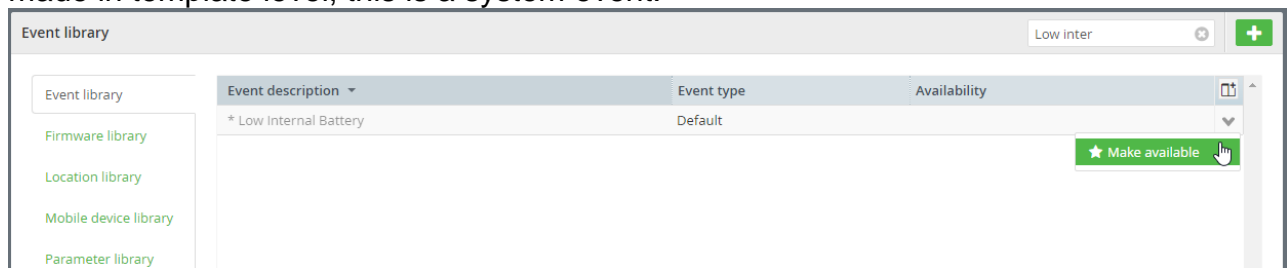 made in template level, this is a system event.
Event library
Low inter
Event library
Event description
Event type
Availability
* Low Internal Battery
Default
Make available
Firmware library
Location library
Mobile device library
Parameter library